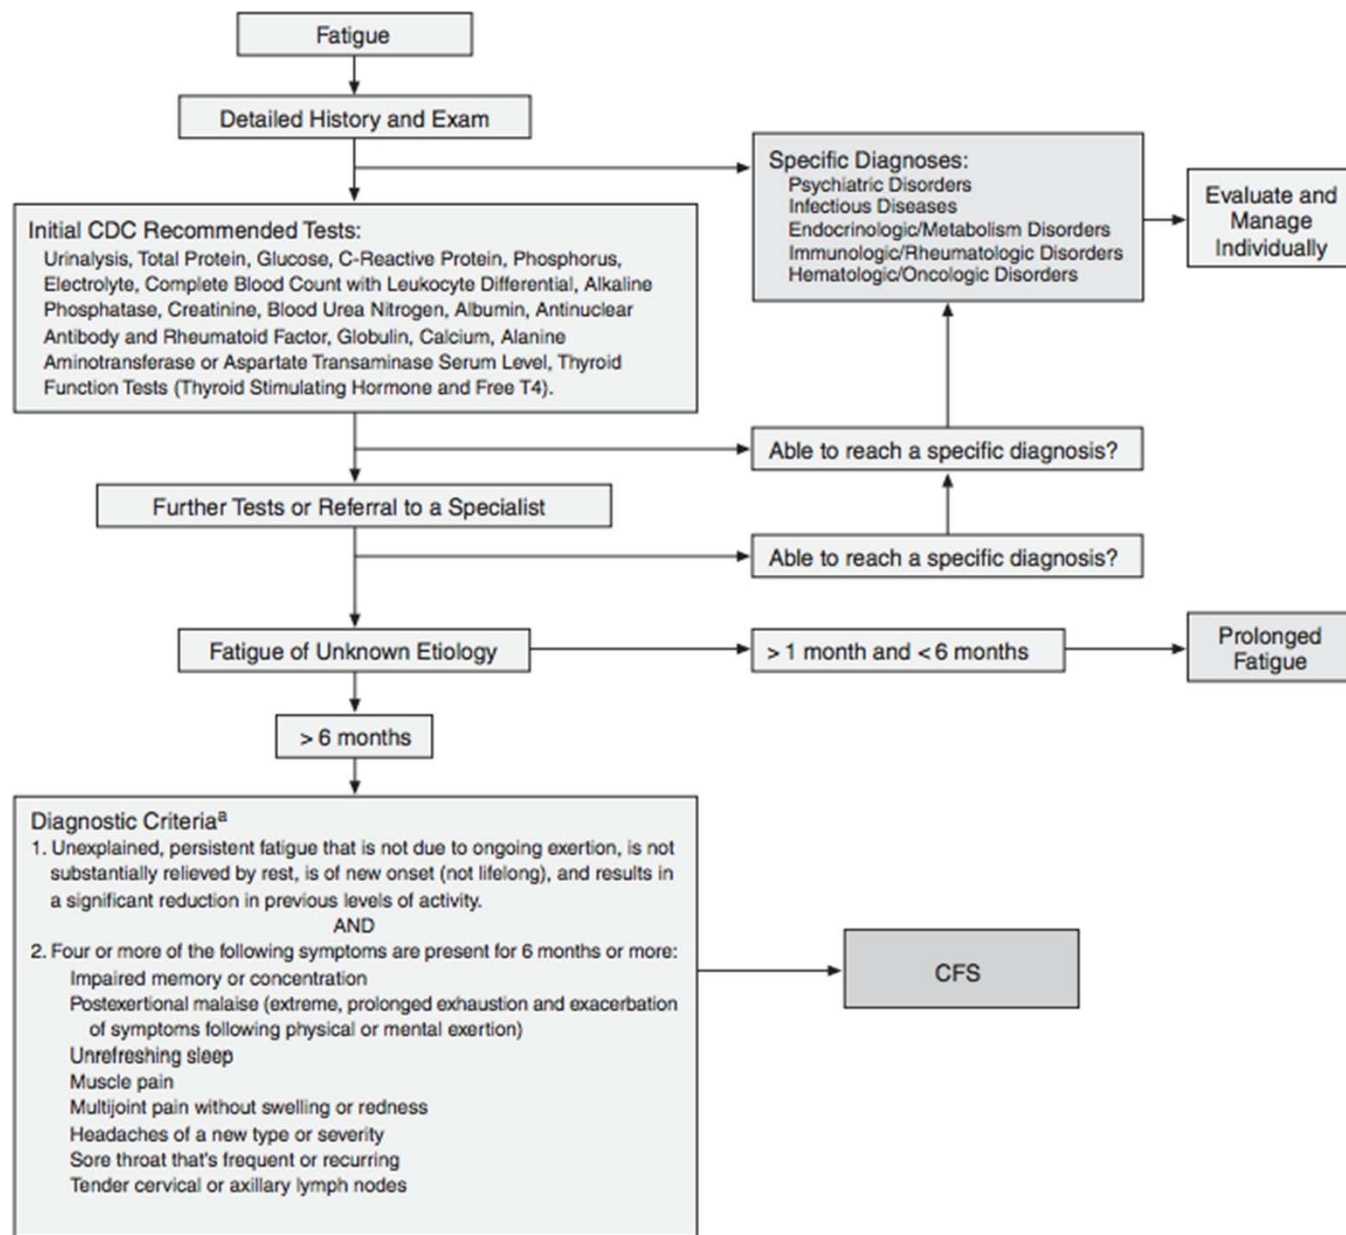 Fatigue
Detailed History and Exam
Specific Diagnoses:
Psychiatric Disorders
Infectious Diseases
Endocrinologic/Metabolism Disorders
Immunologic/Rheumatologic Disorders
Hematologic/Oncologic Disorders
Evaluate and
Manage
Individually
Initial CDC Recommended Tests:
Urinalysis, Total Protein, Glucose, C-Reactive Protein, Phosphorus,
Electrolyte, Complete Blood Count with Leukocyte Differential, Alkaline
Phosphatase, Creatinine, Blood Urea Nitrogen, Albumin, Antinuclear
Antibody and Rheumatoid Factor, Globulin, Calcium, Alanine
Aminotransferase or Aspartate Transaminase Serum Level, Thyroid
Function Tests (Thyroid Stimulating Hormone and Free T4).
Able to reach a specific diagnosis?
Further Tests or Referral to a Specialist
Able to reach a specific diagnosis?
Fatigue of Unknown Etiology
> 1 month and < 6 months
Prolonged
Fatigue
> 6 months
Diagnostic Criteriaª
1. Unexplained, persistent fatigue that is not due to ongoing exertion, is not
substantially relieved by rest, is of new onset (not lifelong), and results in
a significant reduction in previous levels of activity.
AND
2. Four or more of the following symptoms are present for 6 months or more:
Impaired memory or concentration
Postexertional malaise (extreme, prolonged exhaustion and exacerbation
of symptoms following physical or mental exertion)
Unrefreshing sleep
Muscle pain
Multijoint pain without swelling or redness
Headaches of a new type or severity
Sore throat that's frequent or recurring
Tender cervical or axillary lymph nodes
CFS